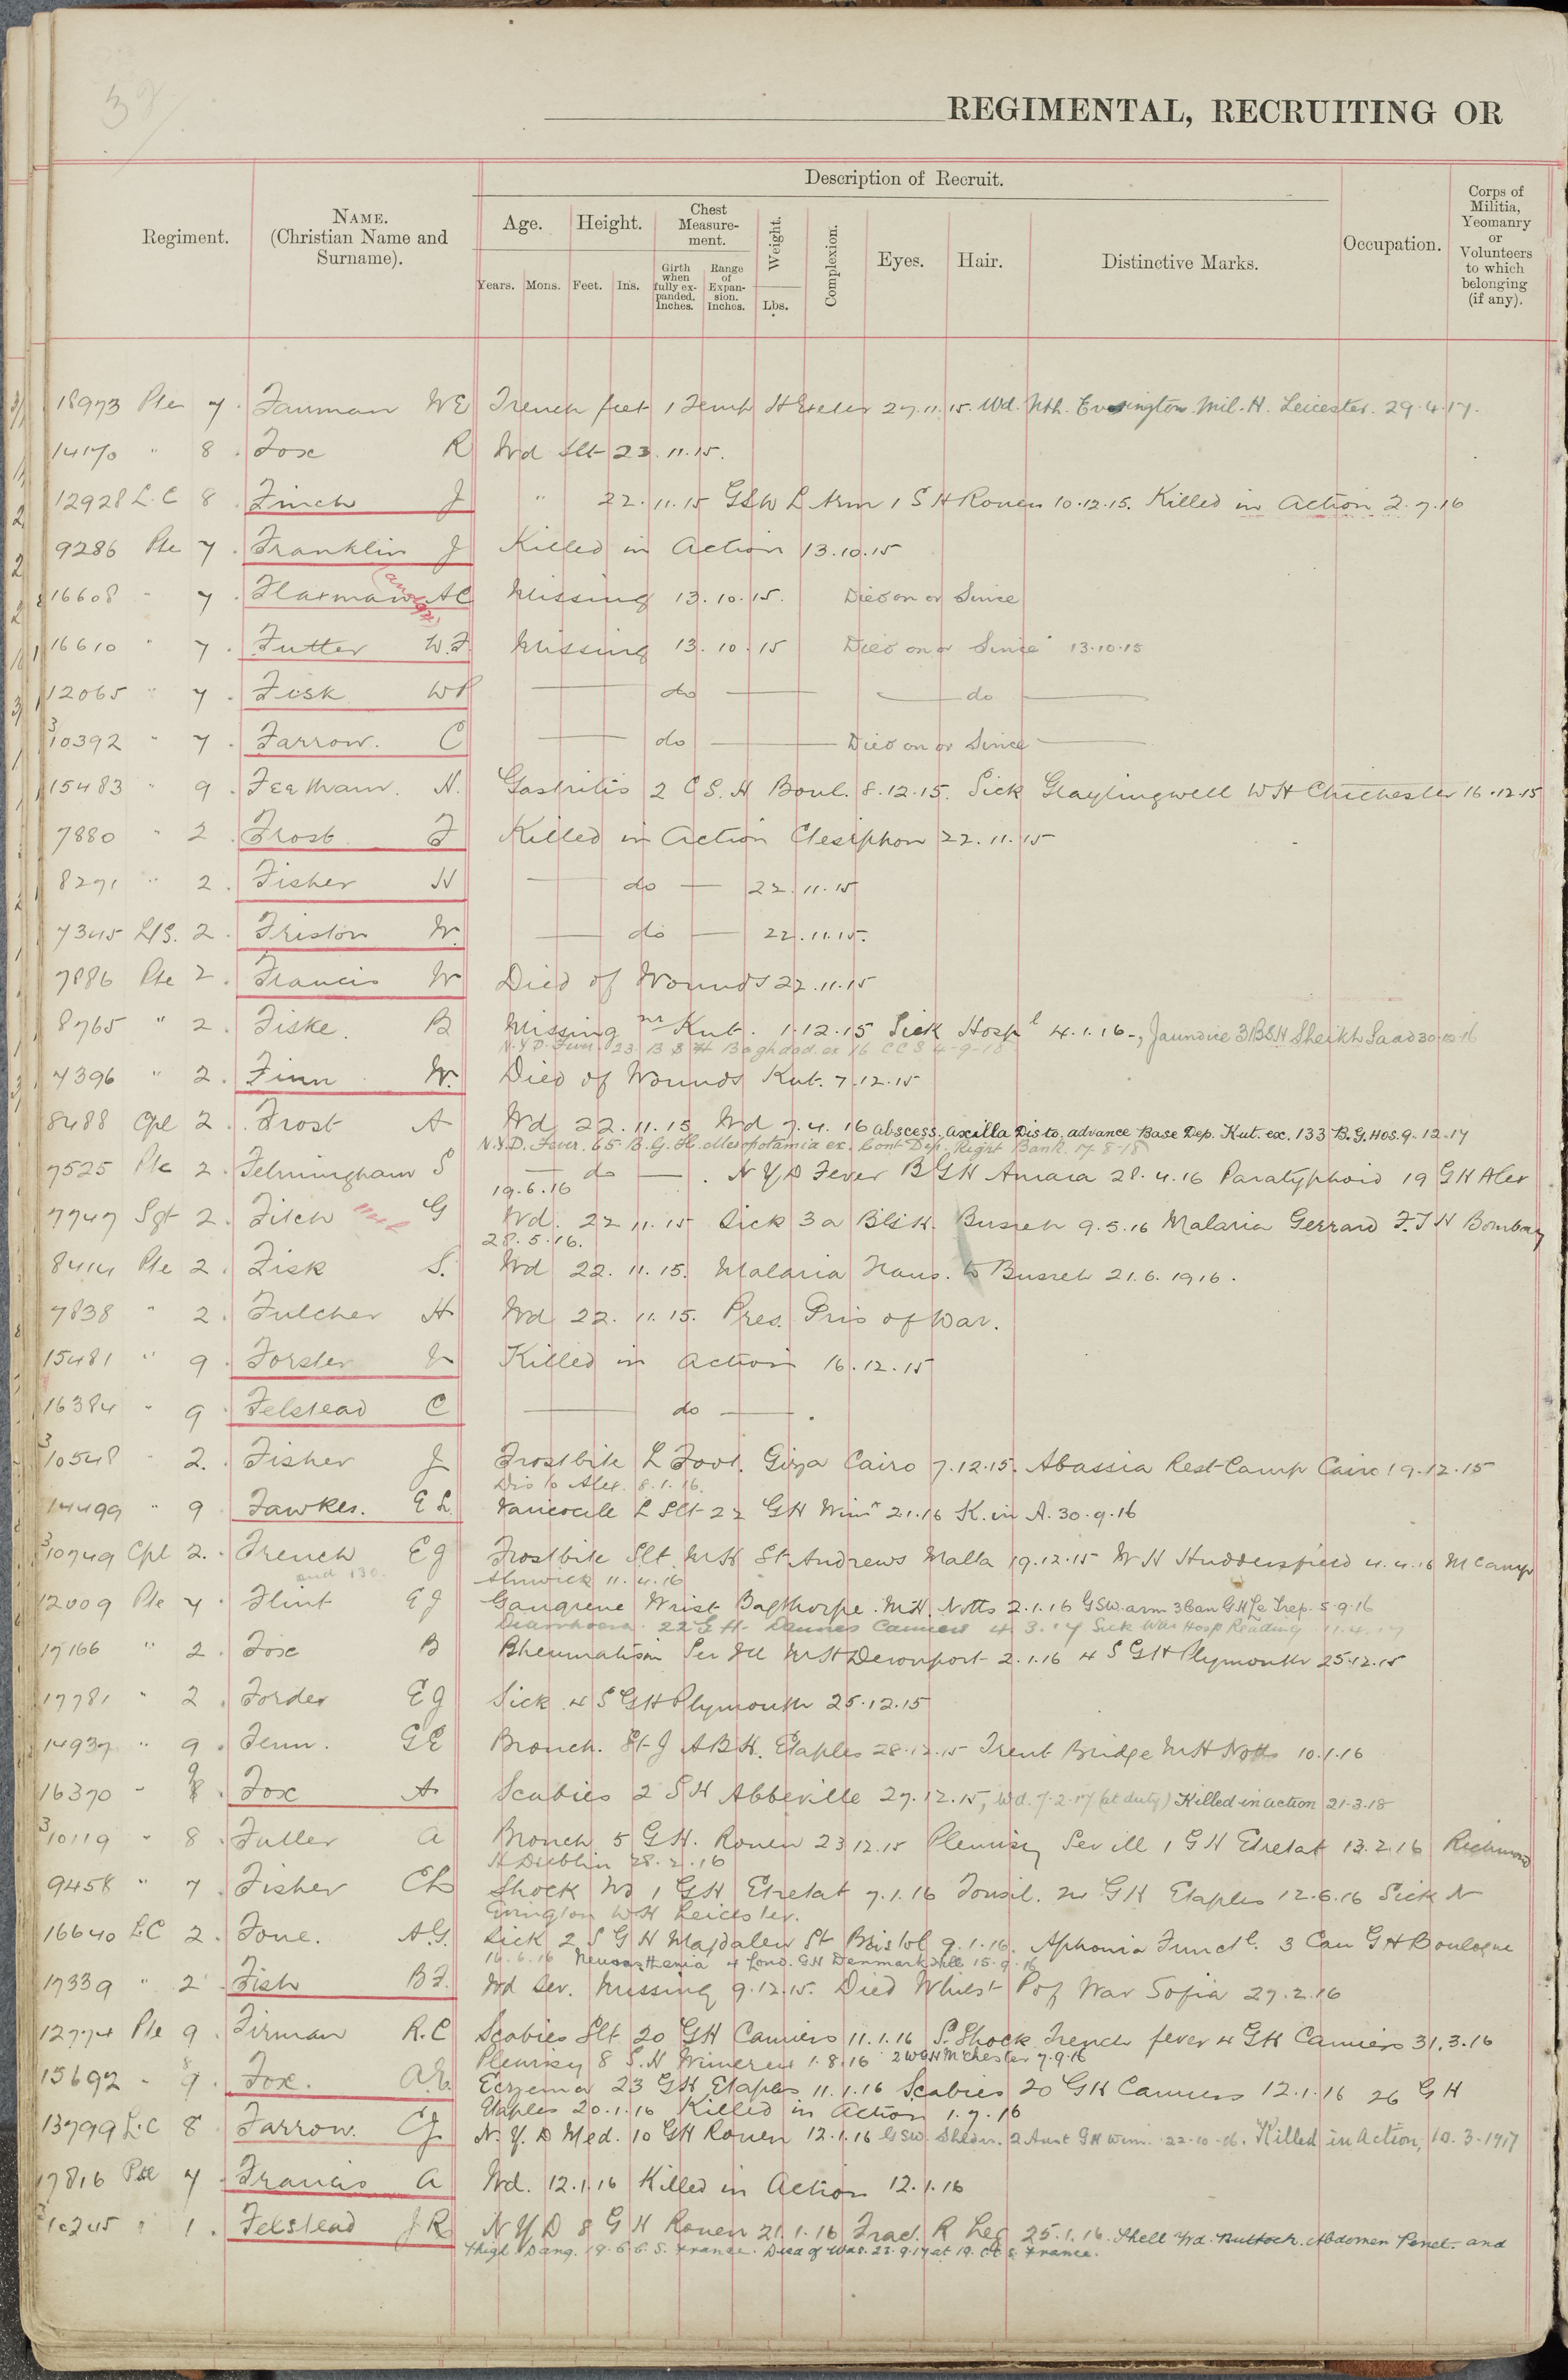 38/
REGIMENTAL, RECRUITING OR
Description of Recruit.
Regiment.
NAME.
(Christian Name and
Surname).
Age.
Height.
Chest
Measure-
ment.
Weight.
Complexion.
Eyes.
Hair.
Distinctive Marks.
Occupation.
Corps of
Militia,
Yeomanry
or
Volunteers
to which
belonging
(if any).
Years.
Mons.
Feet.
Ins.
Girth
when
fully ex-
panded.
Inches.
Range
of
Expan-
sion.
Inches.
Lbs.
18973 Pte 7. W E Trench feet 1 Temp H Exeter 27.11.15. Wd. Nth. Evington Mil. H. Leicester. 29.4.17.
14170 " 8. Fox R Wd Slt 23.11.15.
12928 L.C 8. Finch J " 22.11.15 GSW L Arm 1 S H Rouen 10.12.15. Killed in Action 2.7.16
9286 Pte 7. Franklin J Killed in Action 13.10.15
16608 " 7. Flaxman A C Missing 13.10.15. Died on or Since
16610 " 7. Futter W.F. Missing 13.10.15 Died on or Since 13.10.15
12065 " 7. Fisk W P — do — — do —
3/10392 " 7. Farrow. C — do — Died on or Since —
15483 " 9. Feltham. H. Gastritis 2 C S. H Boul. 8.12.15. Sick Graylingwell W H Chichester 16.12.15
7880 " 2. Frost F Killed in Action Ctesiphon 22.11.15
8291 " 2. Fisher H — do — 22.11.15
7345 L/S. 2. Friston W. — do — 22.11.15.
7886 Pte 2. Francis W Died of Wounds 22.11.15
8765 " 2. Fiske. B Missing nr Kut. 1.12.15 Sick Hospl 4.1.16 -, Jaundice 3 B S H Sheikh Saad 30.10.16
N.Y.D. Fever. 23 B S H Baghdad. ex 16 C C S 4-9-18
4396 " 2. Finn W. Died of Wounds Kut. 7.12.15
8488 Cpl 2. Frost A Wd 22.11.15 Wd 7.4.16 abscess, axilla Dis to advance Base Dep. Kut. ex. 133 B.G. Hos. 9.12.17
N.Y.D. Fever. 65 B.G.H. Mesopotamia ex. Cont Dep. Right Bank. 17.8.18
7525 Pte 2. Felmingham S — do — . N Y D Fever B G H Amara 28.4.16 Paratyphoid 19 G H Alex
19.6.16
7747 Sgt 2. Fitch G Wd. 22.11.15 Sick 3a B G H. Busreh 9.5.16 Malaria Gerrard F.T H Bombay
28.5.16.
8414 Pte 2. Fisk S. Wd 22.11.15. Malaria Trans. to Busreh 21.6.1916.
7838 " 2. Fulcher H Wd 22.11.15. Pres. Pris of War.
15481 " 9. Forster Killed in action 16.12.15
16384 " 9 Felstead C — do — .
3/10548 " 2. Fisher J Frostbite L Foot. Giza Cairo 7.12.15. Abassia Rest Camp Cairo 19.12.15
Dis to Alex. 8.1.16.
14499 " 9 Fawkes. E L. Varicocele L Slt 22 G H Wimx 2.1.16 K. in A. 30.9.16
3/10749 Cpl 2. French E G Frostbite Slt M H St Andrews Malta 19.12.15 W H Huddersfield 4.4.16 M Camp
Alnwick 11.4.16
12009 Pte 7. Flint E J Gangrene Wrist Bagthorpe. M H. Notts 2.1.16 GSW. arm 3 Can G H Le Trep. 5.9.16
Diarrhoea. 22 G H. Camiers 4.3.17 Sick War Hosp Reading 11.4.17
17166 " 2. Fox B Rheumatism Sev Ill M H Devonport 2.1.16 4 S G H Plymouth 25.12.15
17781 " 2. Forder E G Sick 4 S G H Plymouth 25.12.15
14937 " 9. Fenn. G E Bronch. St J A B H. Etaples 28.12.15 Trent Bridge M H Notts 10.1.16
16370 " 9 Fox A Scabies 2 S H Abbeville 27.12.15, Wd. 7.2.17 (at duty) Killed in action 21.3.18
3/10119 " 8. Fuller A Bronch 5 G H. Rouen 23.12.15 Pleurisy Sev ill 1 G H Etretat 13.2.16 Richmond
H Dublin 28.2.16
9458 " 7. Fisher Ch Shock Wd 1 G H Etretat 7.1.16 Tonsil. 24 G H Etaples 12.6.16 Sick N
Evington W H Leicester.
16640 L.C 2. Fone. A.G. Sick 2 S G H Magdalen St Bristol 9.1.16. Aphonia Functl. 3 Can G H Boulogne
16.6.16 Neurasthenia 4 Lond. G H Denmark Hill 15.9.16
17339 " 2 Fish B F. Wd Sev. Missing 9.12.15. Died Whilst P of War Sofia 27.2.16
12774 Pte 9. Firman R.C Scabies Slt 20 G H Camiers 11.1.16 S. Shock Trench fever 4 G H Camiers 31.3.16
Pleurisy 8 S. H Wimereux 1.8.16 2 W G H M'chester 7.9.16
15692 " 8 Fox. A.E. Eczema 23 G H Etaples 11.1.16 Scabies 20 G H Camiers 12.1.16 26 G H
Etaples 20.1.16 Killed in action 1.7.16
13799 L.C 8 Farrow. C J. N.Y.D Med. 10 G H Rouen 12.1.16 GSW. Shldr. 2 Aust G H Wim. 22.10.16. Killed in Action, 10.3.1917
17816 Pte 7. Francis A Wd. 12.1.16 Killed in Action 12.1.16
3/10245 " 1. Felstead J R N Y D 8 G H Rouen 21.1.16 Fract. R Leg 25.1.16. Shell Wd. Buttock. Abdomen Penet. and
Thigh Dang. 19. C.C.S. France. Died of Wds. 22.9.17 at 19. C C S. France.